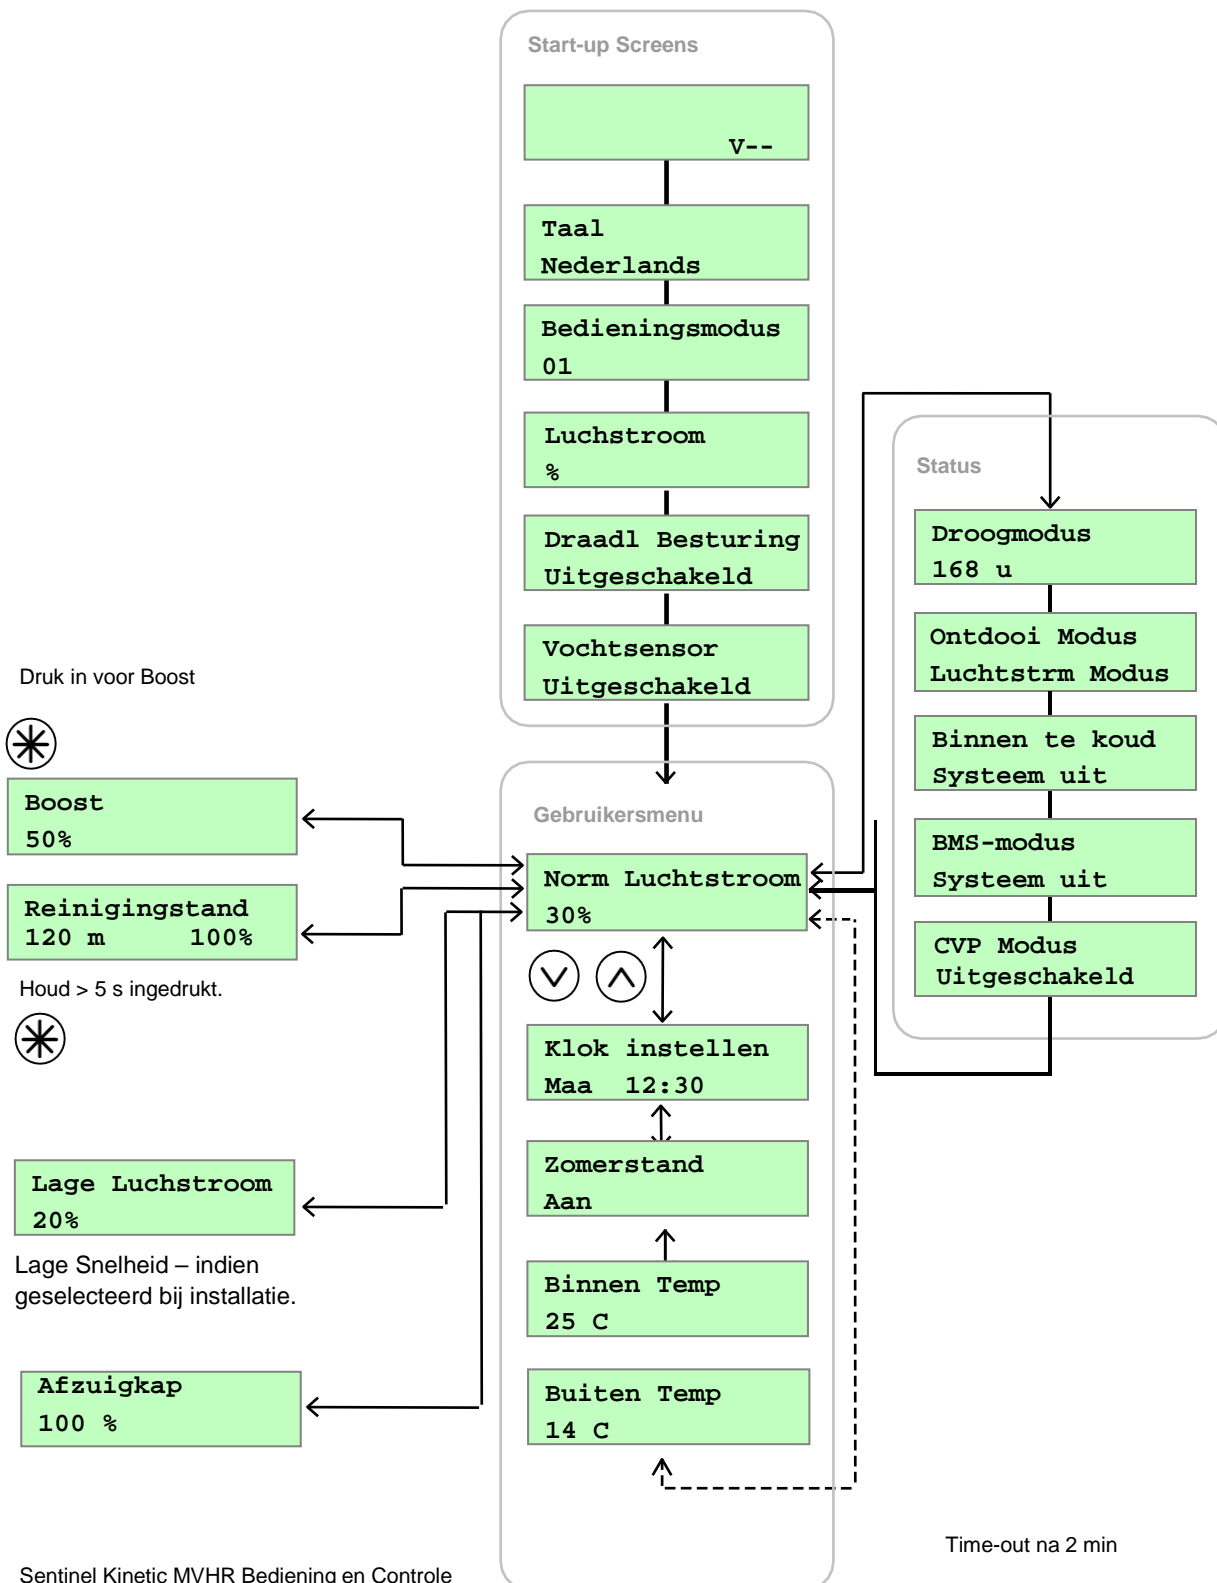 Start-up Screens
V--
Taal
Nederlands
Bedieningsmodus
01
Luchstroom
%
Draadl Besturing
Uitgeschakeld
Vochtsensor
Uitgeschakeld
Status
Droogmodus
168 u
Ontdooi Modus
Luchtstrm Modus
Binnen te koud
Systeem uit
BMS-modus
Systeem uit
CVP Modus
Uitgeschakeld
Druk in voor Boost
Boost
50%
Reinigingstand
120 m 100%
Houd > 5 s ingedrukt.
Lage Luchstroom
20%
Lage Snelheid – indien
geselecteerd bij installatie.
Afzuigkap
100 %
Gebruikersmenu
Norm Luchtstroom
30%
Klok instellen
Maa 12:30
Zomerstand
Aan
Binnen Temp
25 C
Buiten Temp
14 C
Time-out na 2 min
Sentinel Kinetic MVHR Bediening en Controle